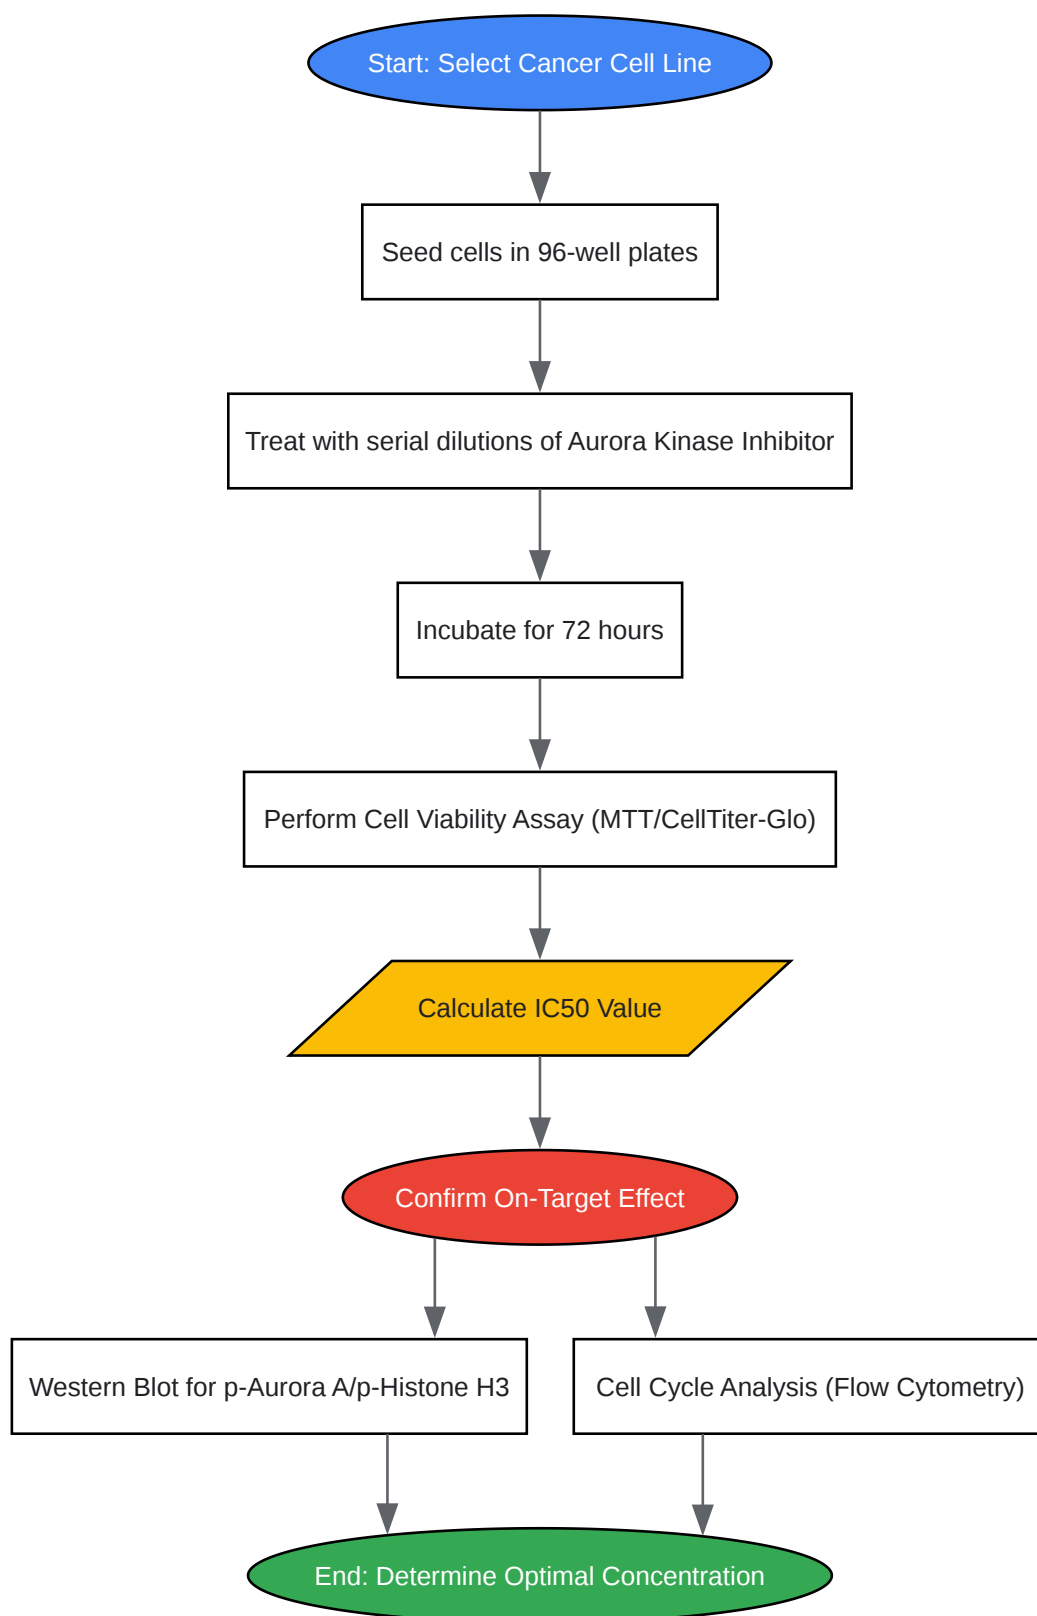 Start: Select Cancer Cell Line
Seed cells in 96-well plates
Treat with serial dilutions of Aurora Kinase Inhibitor
Incubate for 72 hours
Perform Cell Viability Assay (MTT/CellTiter-Glo)
Calculate IC50 Value
Confirm On-Target Effect
Western Blot for p-Aurora A/p-Histone H3
Cell Cycle Analysis (Flow Cytometry)
End: Determine Optimal Concentration